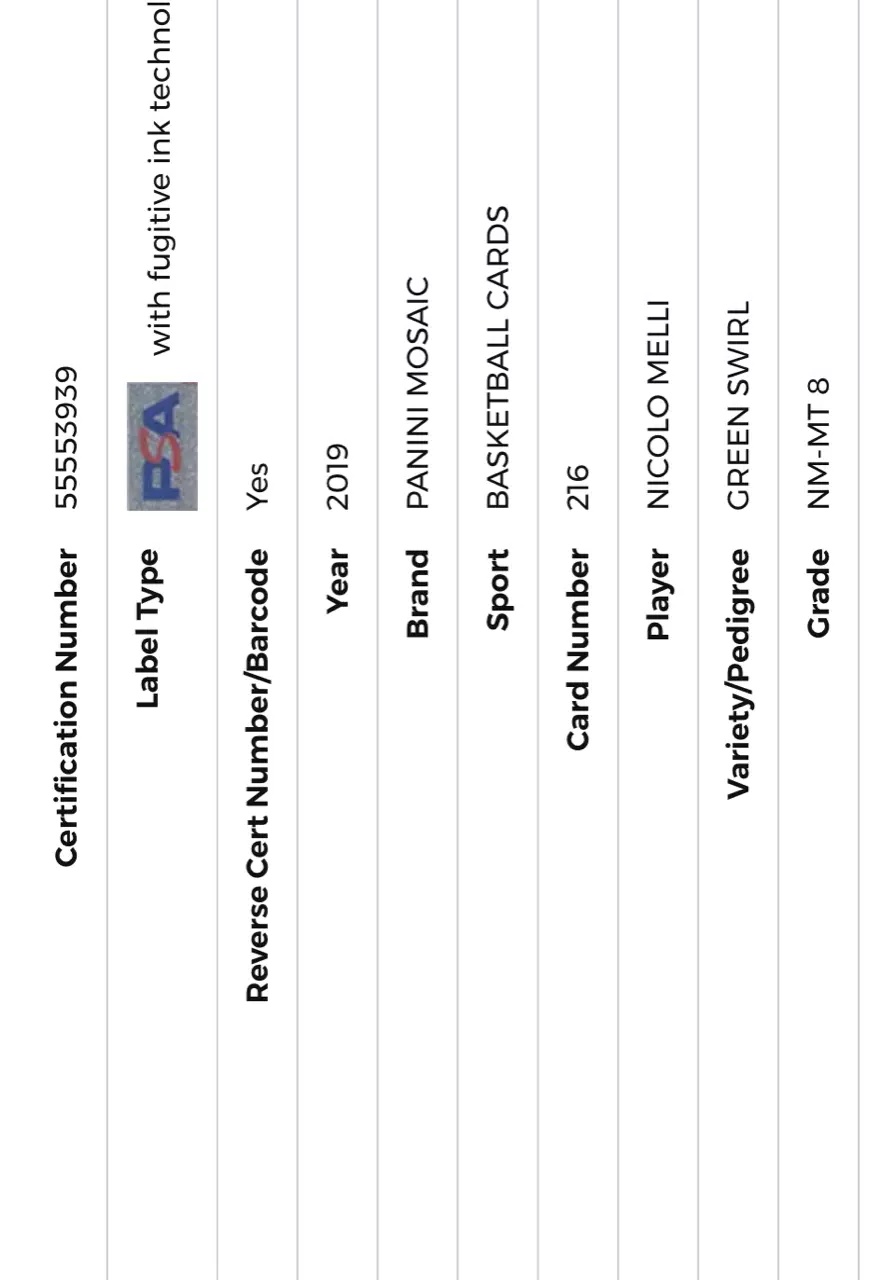 Certification Number 55553939
Label Type PSA with fugitive ink technol
Reverse Cert Number/Barcode Yes
Year 2019
Brand PANINI MOSAIC
Sport BASKETBALL CARDS
Card Number 216
Player NICOLO MELLI
Variety/Pedigree GREEN SWIRL
Grade NM-MT 8